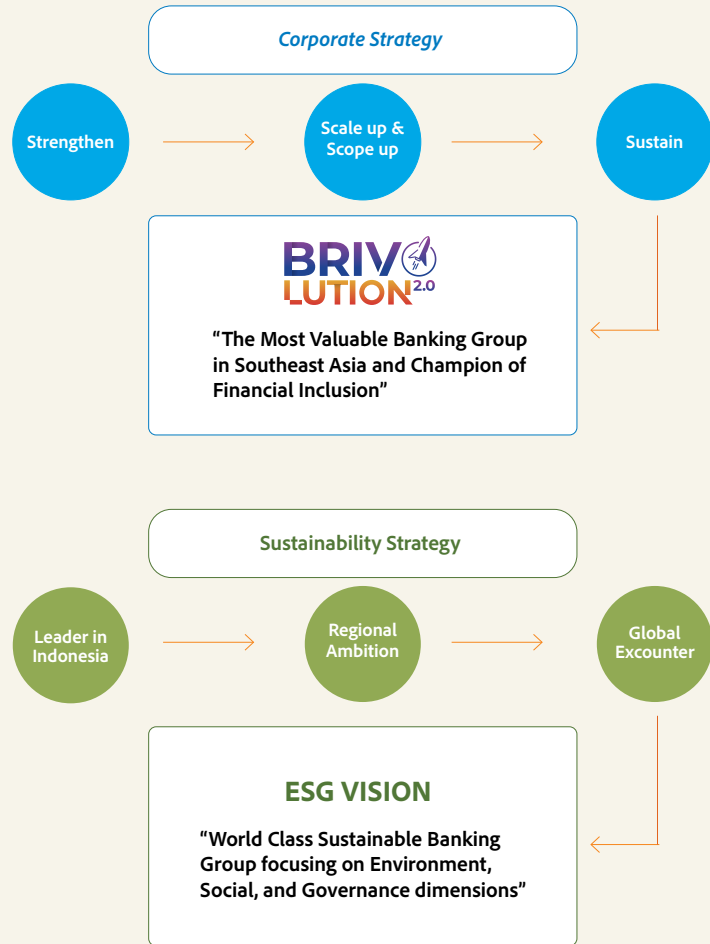 Corporate Strategy
Strengthen
Scale up &
Scope up
Sustain
BRIVO
LUTION 2.0
“The Most Valuable Banking Group
in Southeast Asia and Champion of
Financial Inclusion”
Sustainability Strategy
Leader in
Indonesia
Regional
Ambition
Global
Excounter
ESG VISION
“World Class Sustainable Banking
Group focusing on Environment,
Social, and Governance dimensions”